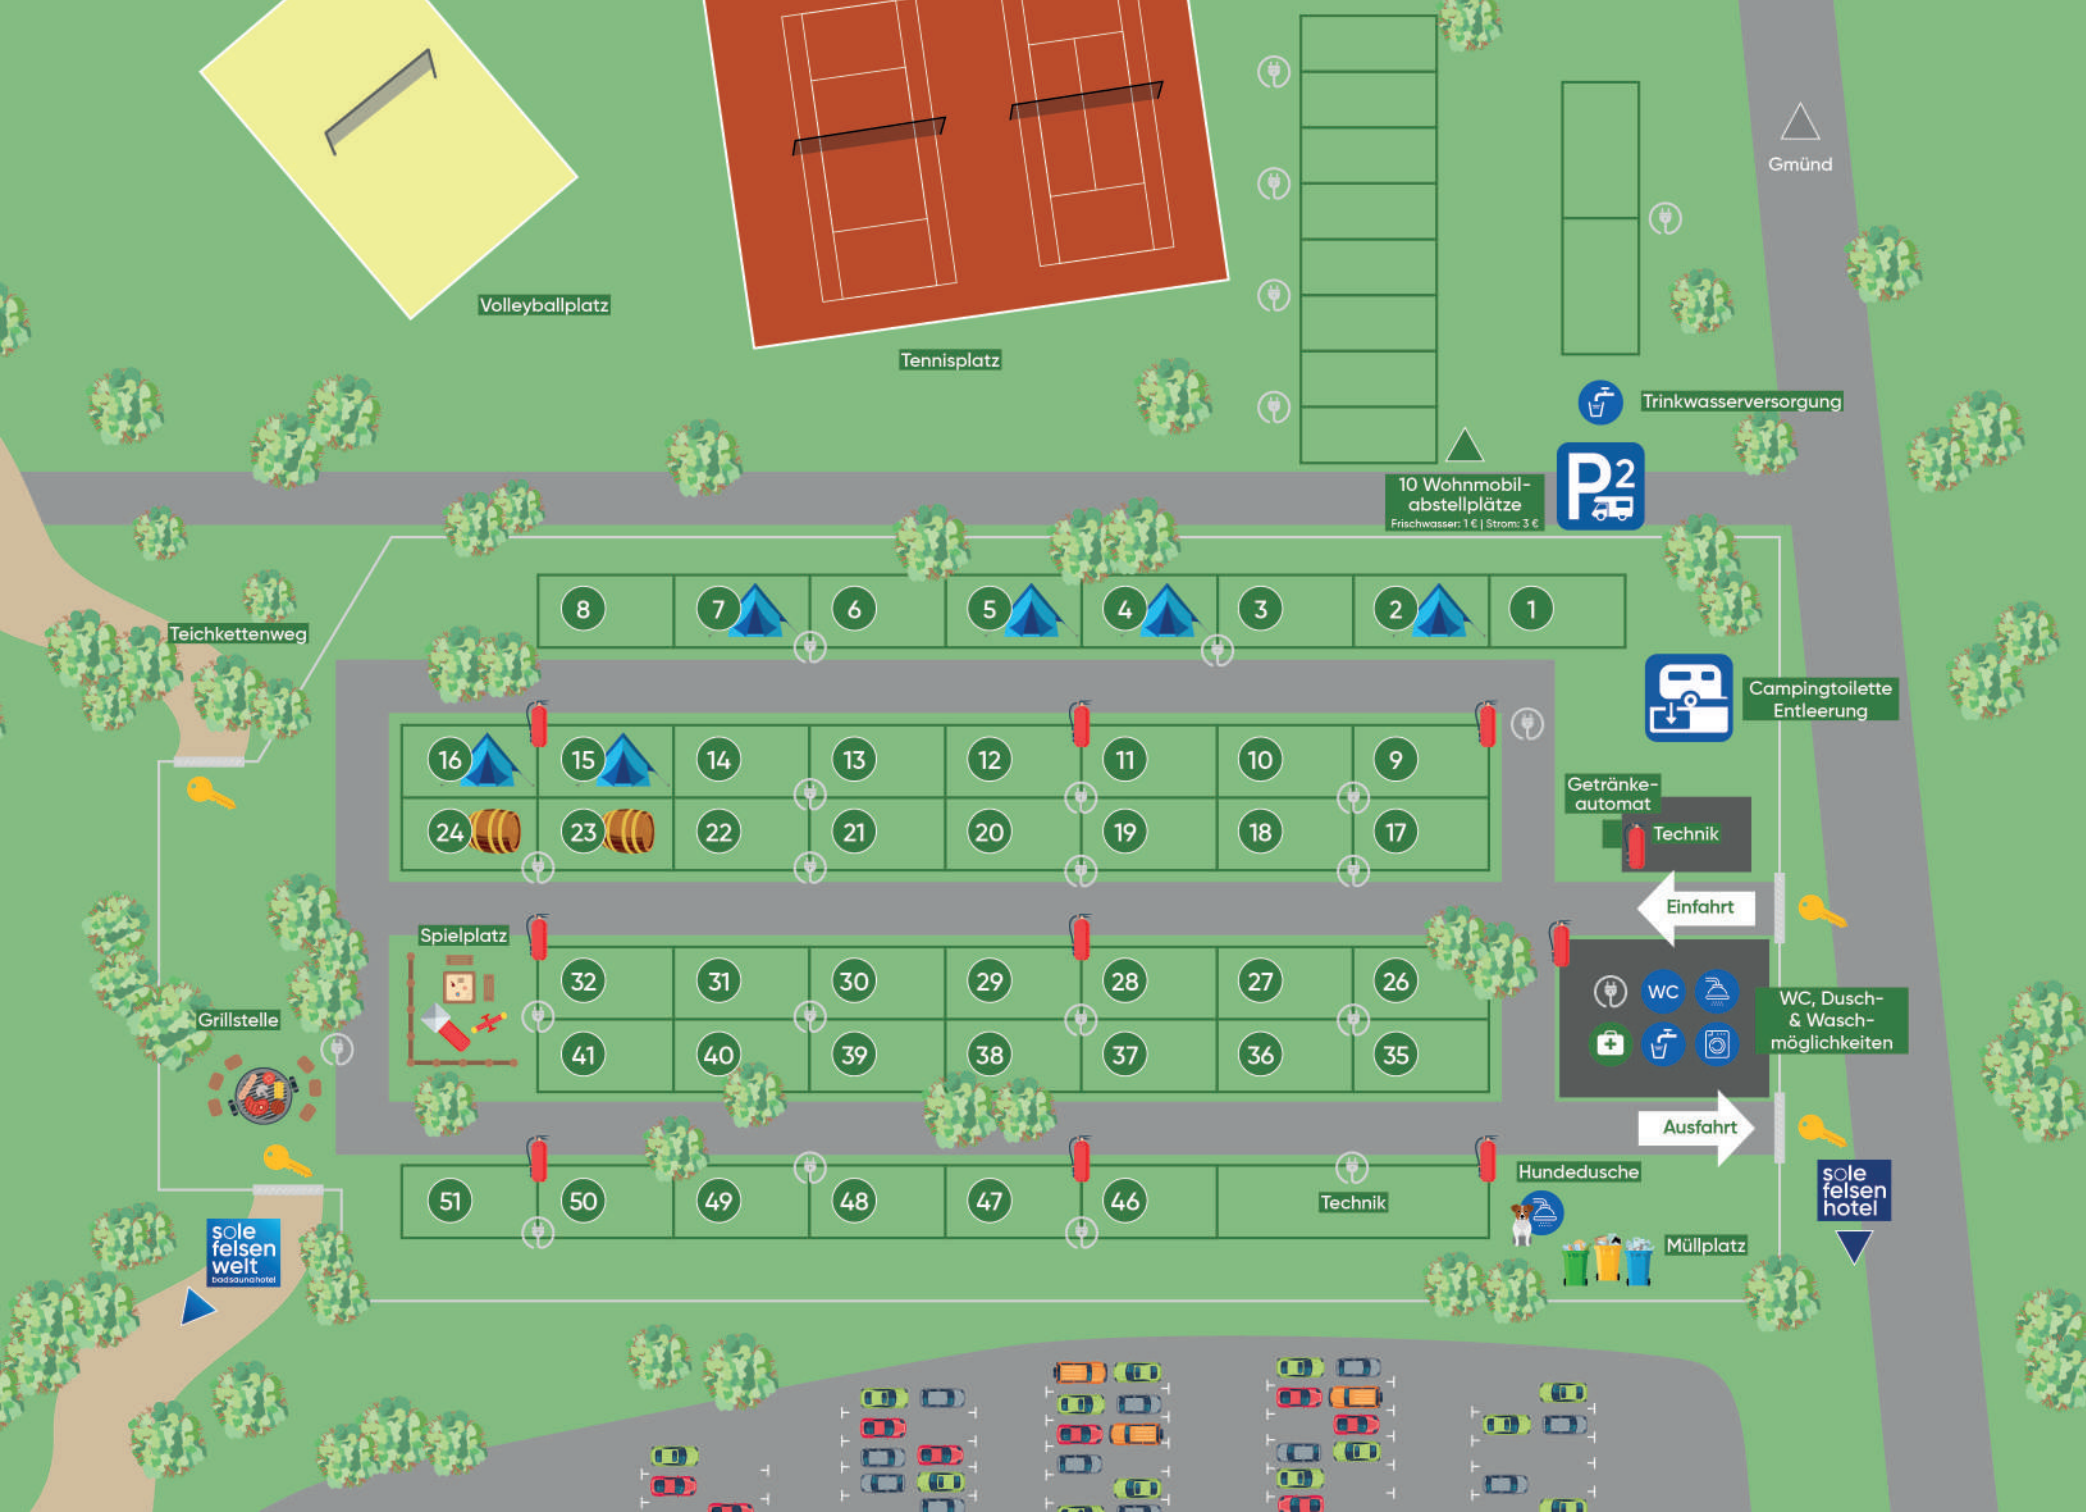 Gmünd
Volleyballplatz
Tennisplatz
Trinkwasserversorgung
10 Wohnmobil-
abstellplätze
Frischwasser: 1 € | Strom: 3 €
P2
8 7 6 5 4 3 2 1
Teichkettenweg
Campingtoilette
Entleerung
16 15 14 13 12 11 10 9
Getränke-
automat
Technik
24 23 22 21 20 19 18 17
Einfahrt
Spielplatz
32 31 30 29 28 27 26
WC
WC, Dusch-
& Wasch-
möglichkeiten
Grillstelle
41 40 39 38 37 36 35
Ausfahrt
Hundedusche
51 50 49 48 47 46
Technik
sole
felsen
hotel
Müllplatz
sole
felsen
welt
badsaunahotel